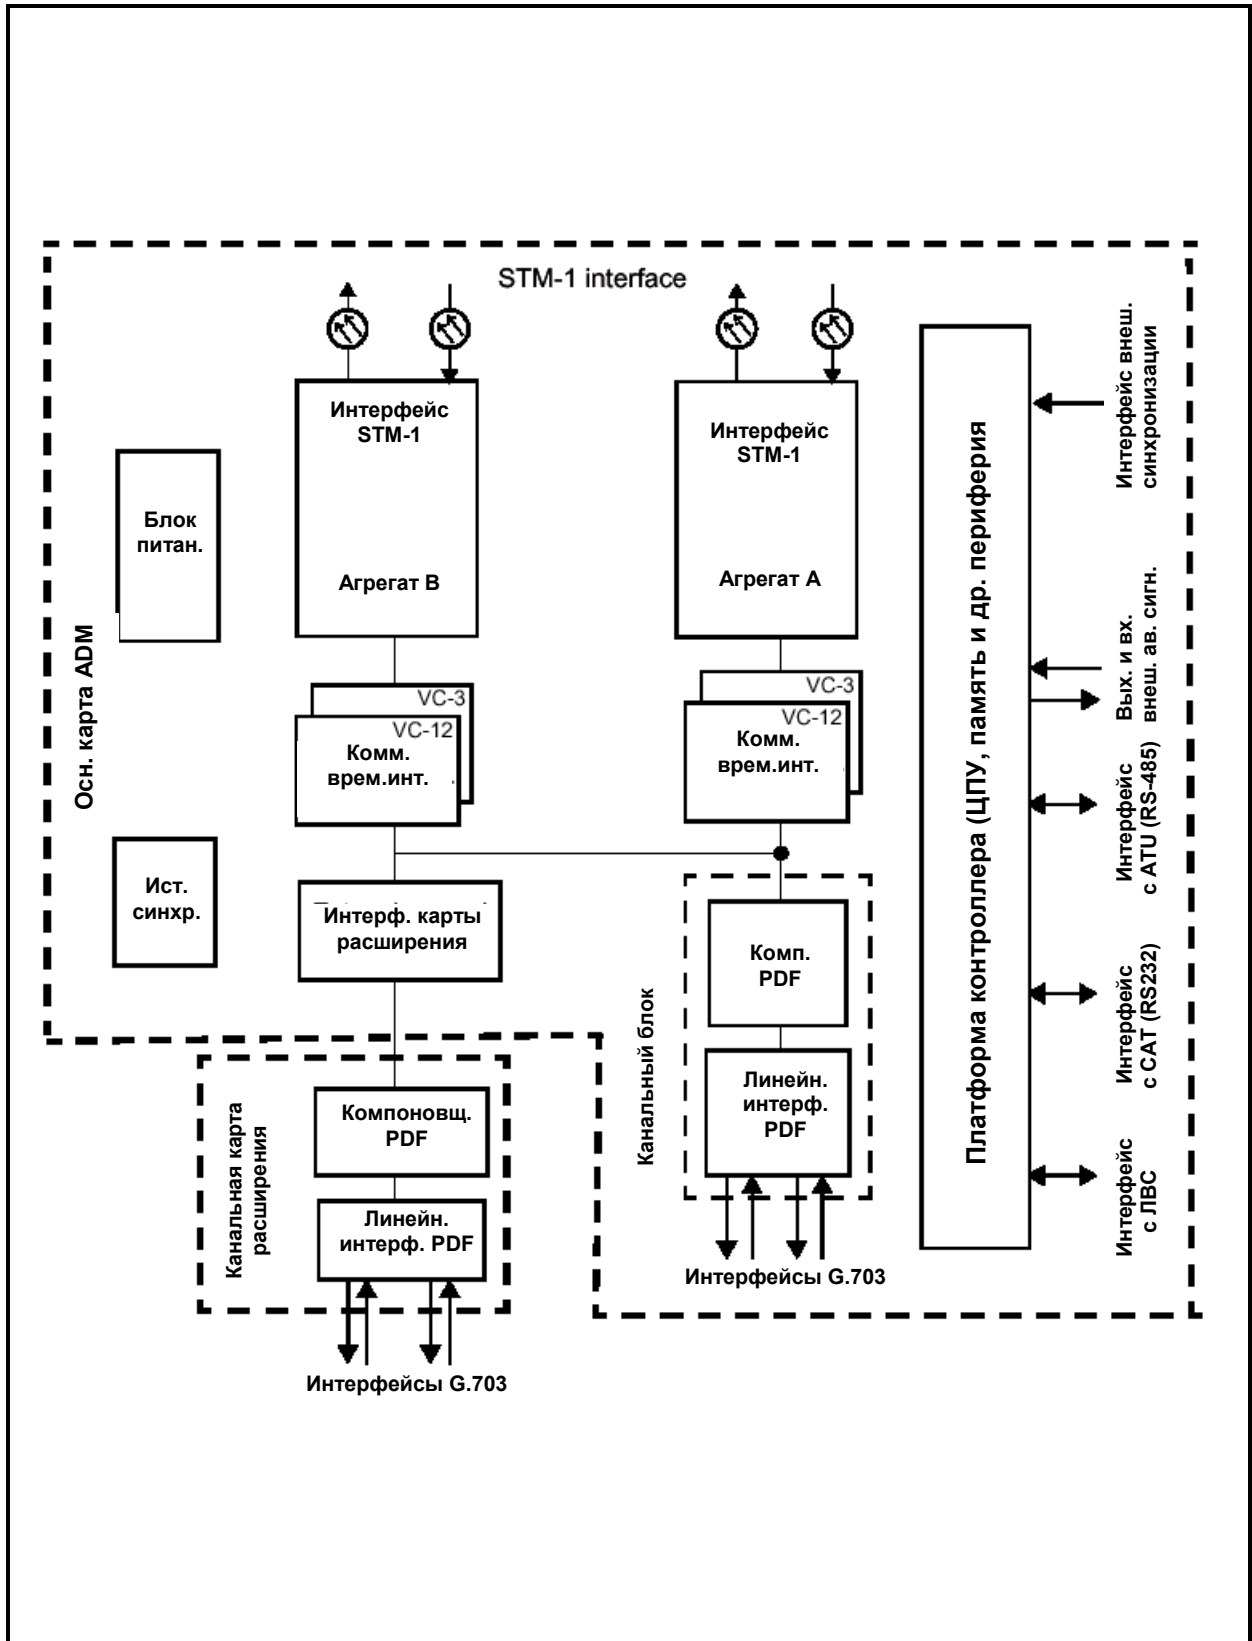 STM-1 interface
Интерфейс
STM-1
Агрегат B
Интерфейс
STM-1
Агрегат A
Блок
питан.
Осн. карта ADM
VC-3
VC-12
Комм.
врем.инт.
VC-3
VC-12
Комм.
врем.инт.
Ист.
синхр.
Интерф. карты
расширения
Комп.
PDF
Канальный блок
Линейн.
интерф.
PDF
Интерфейсы G.703
Канальная карта
расширения
Компоновщ.
PDF
Линейн.
интерф. PDF
Интерфейсы G.703
Платформа контроллера (ЦПУ, память и др. периферия
Интерфейс внеш.
синхронизации
Вых. и вх.
внеш. ав. сигн.
Интерфейс
с ATU (RS-485)
Интерфейс
с CAT (RS232)
Интерфейс
с ЛВС